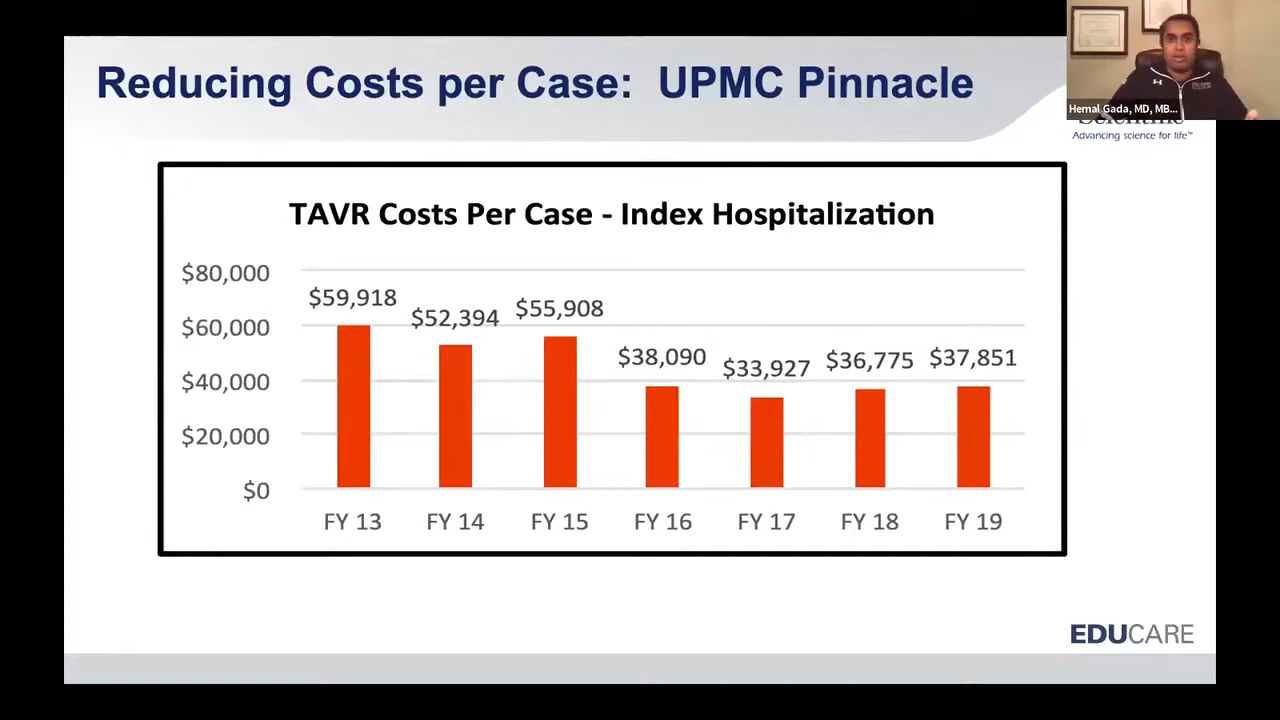 Reducing Costs per Case: UPMC Pinnacle
Hemal Gada, MD, MB...
Scientific
Advancing science for life™
TAVR Costs Per Case - Index Hospitalization
$80,000
$60,000
$40,000
$20,000
$0
$59,918
$52,394
$55,908
$38,090
$33,927
$36,775
$37,851
FY 13
FY 14
FY 15
FY 16
FY 17
FY 18
FY 19
EDUCARE